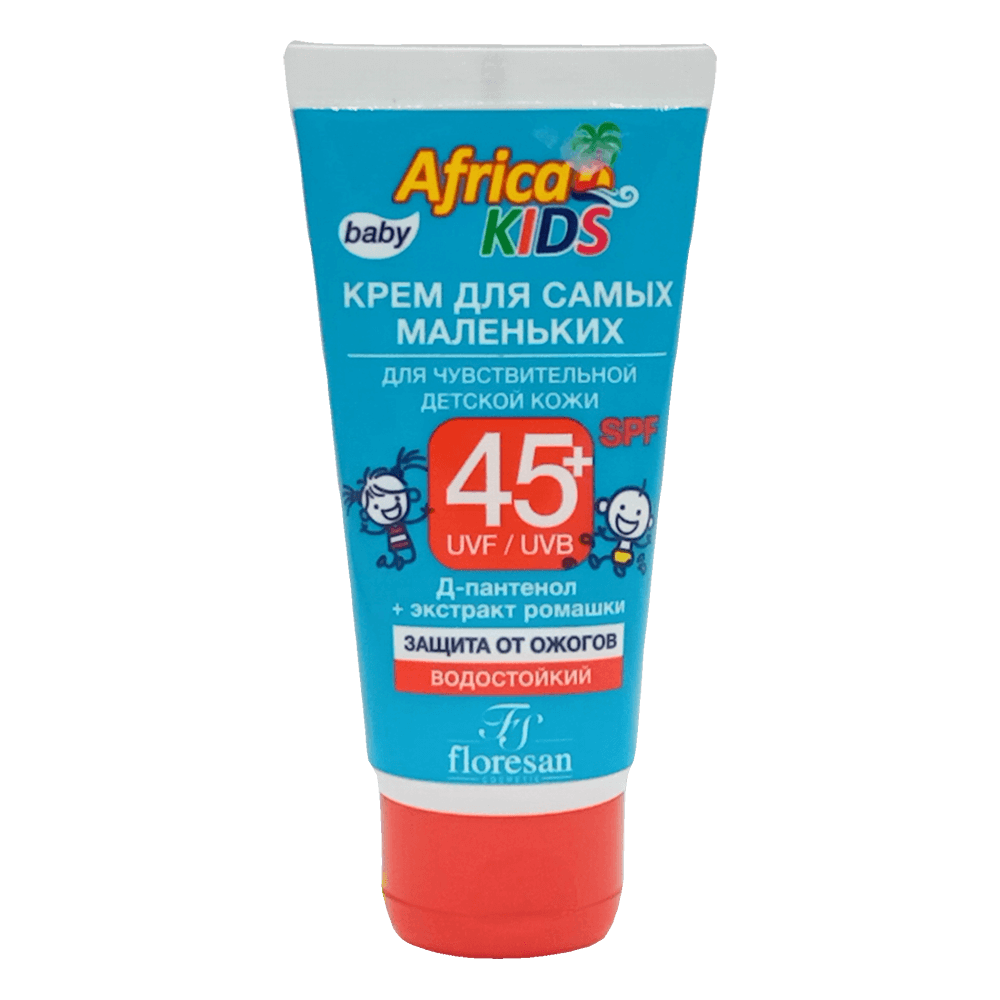 Africa
KIDS
baby
КРЕМ ДЛЯ САМЫХ
МАЛЕНЬКИХ
ДЛЯ ЧУВСТВИТЕЛЬНОЙ
ДЕТСКОЙ КОЖИ
SPF
45+
UVF / UVB
Д-пантенол
+ экстракт ромашки
ЗАЩИТА ОТ ОЖОГОВ
ВОДОСТОЙКИЙ
FS
floresan
COSMETIC